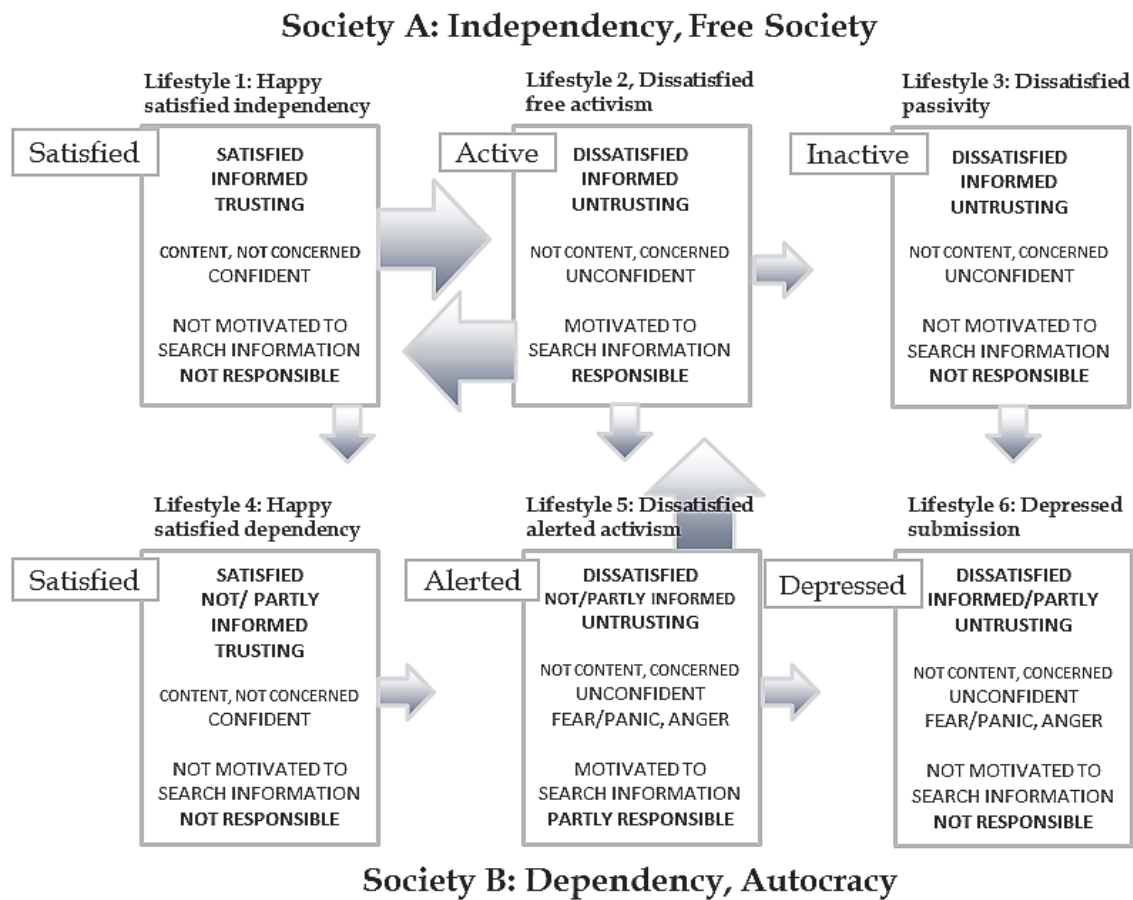 Society A: Independency, Free Society
Lifestyle 1: Happy
satisfied independency
Satisfied
SATISFIED
INFORMED
TRUSTING
CONTENT, NOT CONCERNED
CONFIDENT
NOT MOTIVATED TO
SEARCH INFORMATION
NOT RESPONSIBLE
Lifestyle 2, Dissatisfied
free activism
Active
DISSATISFIED
INFORMED
UNTRUSTING
NOT CONTENT, CONCERNED
UNCONFIDENT
MOTIVATED TO
SEARCH INFORMATION
RESPONSIBLE
Lifestyle 3: Dissatisfied
passivity
Inactive
DISSATISFIED
INFORMED
UNTRUSTING
NOT CONTENT, CONCERNED
UNCONFIDENT
NOT MOTIVATED TO
SEARCH INFORMATION
NOT RESPONSIBLE
Lifestyle 4: Happy
satisfied dependency
Satisfied
SATISFIED
NOT/ PARTLY
INFORMED
TRUSTING
CONTENT, NOT CONCERNED
CONFIDENT
NOT MOTIVATED TO
SEARCH INFORMATION
NOT RESPONSIBLE
Lifestyle 5: Dissatisfied
alerted activism
Alerted
DISSATISFIED
NOT/PARTLY INFORMED
UNTRUSTING
NOT CONTENT, CONCERNED
UNCONFIDENT
FEAR/PANIC, ANGER
MOTIVATED TO
SEARCH INFORMATION
PARTLY RESPONSIBLE
Lifestyle 6: Depressed
submission
Depressed
DISSATISFIED
INFORMED/PARTLY
UNTRUSTING
NOT CONTENT, CONCERNED
UNCONFIDENT
FEAR/PANIC, ANGER
NOT MOTIVATED TO
SEARCH INFORMATION
NOT RESPONSIBLE
Society B: Dependency, Autocracy